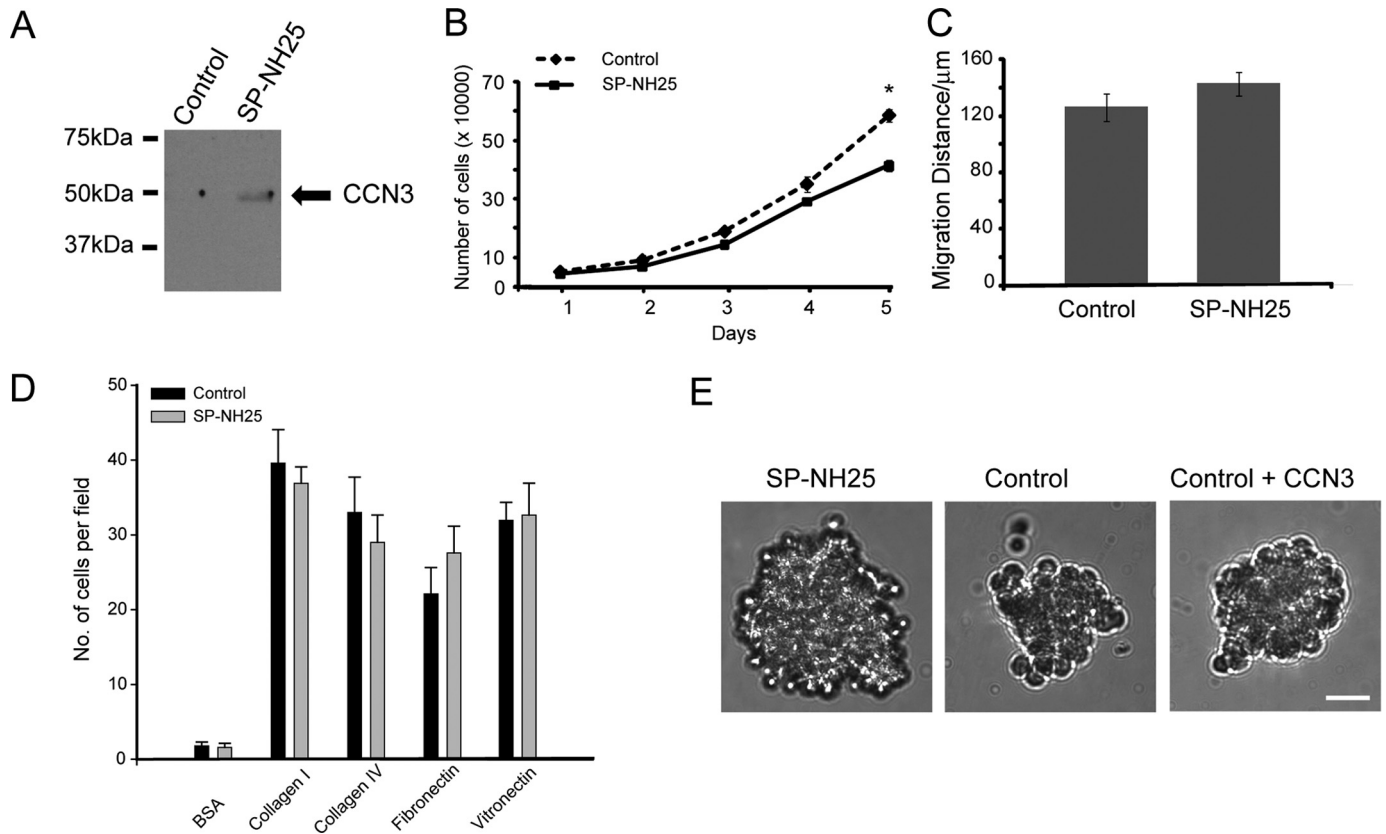 A
Control
SP-NH25
75kDa
50kDa
37kDa
CCN3
B
Control
SP-NH25
Number of cells (x 10000)
70
50
30
10
0
*
1 2 3 4 5
Days
C
Migration Distance/μm
160
120
80
40
0
Control SP-NH25
D
Control
SP-NH25
No. of cells per field
50
40
30
20
10
0
BSA
Collagen I
Collagen IV
Fibronectin
Vitronectin
E
SP-NH25 Control Control + CCN3